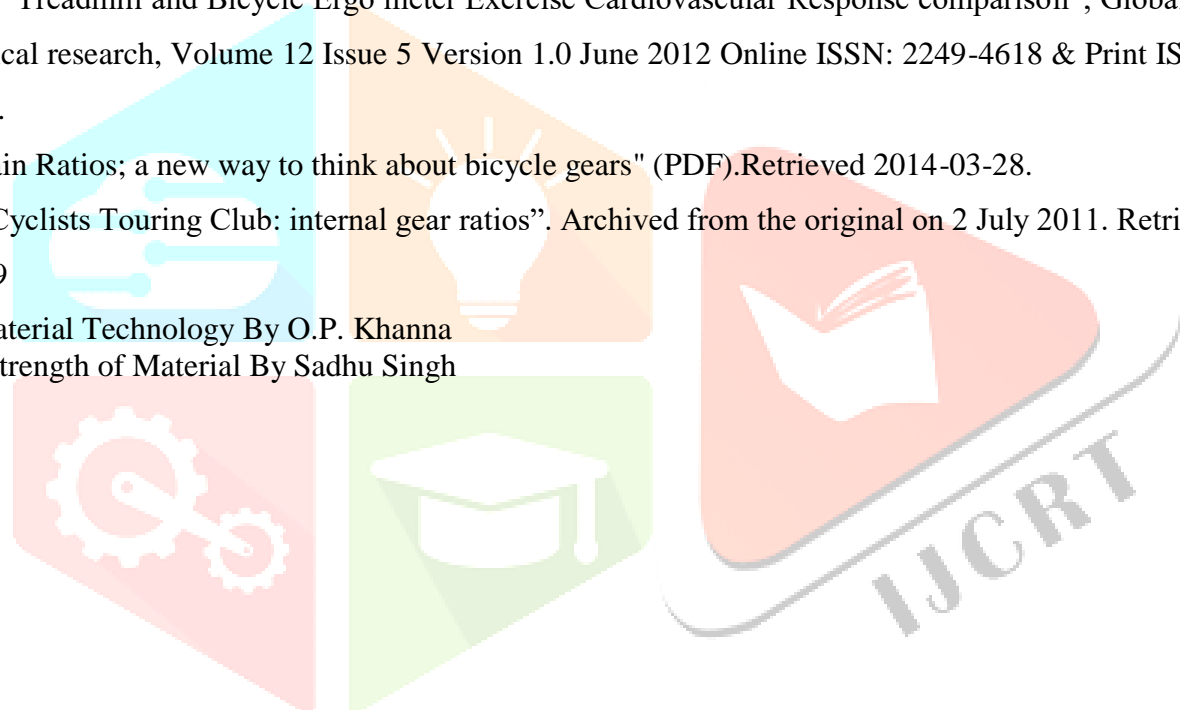 Treadmill and Bicycle Ergo meter Exercise Cardiovascular Response comparison", Global
ical research, Volume 12 Issue 5 Version 1.0 June 2012 Online ISSN: 2249-4618 & Print IS
.
in Ratios; a new way to think about bicycle gears" (PDF).Retrieved 2014-03-28.
Cyclists Touring Club: internal gear ratios”. Archived from the original on 2 July 2011. Retri
9
aterial Technology By O.P. Khanna
trength of Material By Sadhu Singh
IJCRT